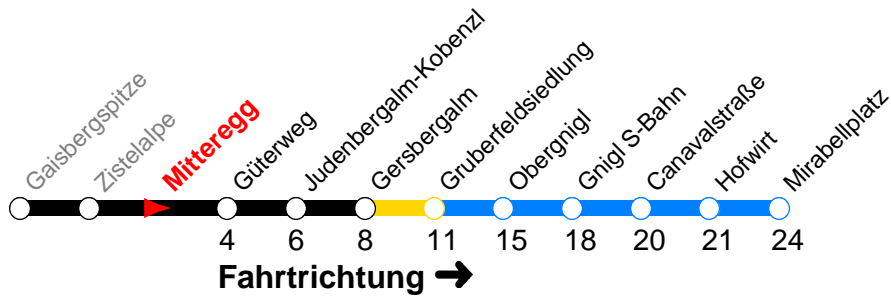 Gaisbergspitze
Zistelalpe
Mitteregg
Güterweg
Judenbergalm-Kobenzl
Gersbergalm
Gruberfeldsiedlung
Obergnigl
Gnigl S-Bahn
Canavalstraße
Hofwirt
Mirabellplatz
4 6 8 11 15 18 20 21 24
Fahrtrichtung ➔